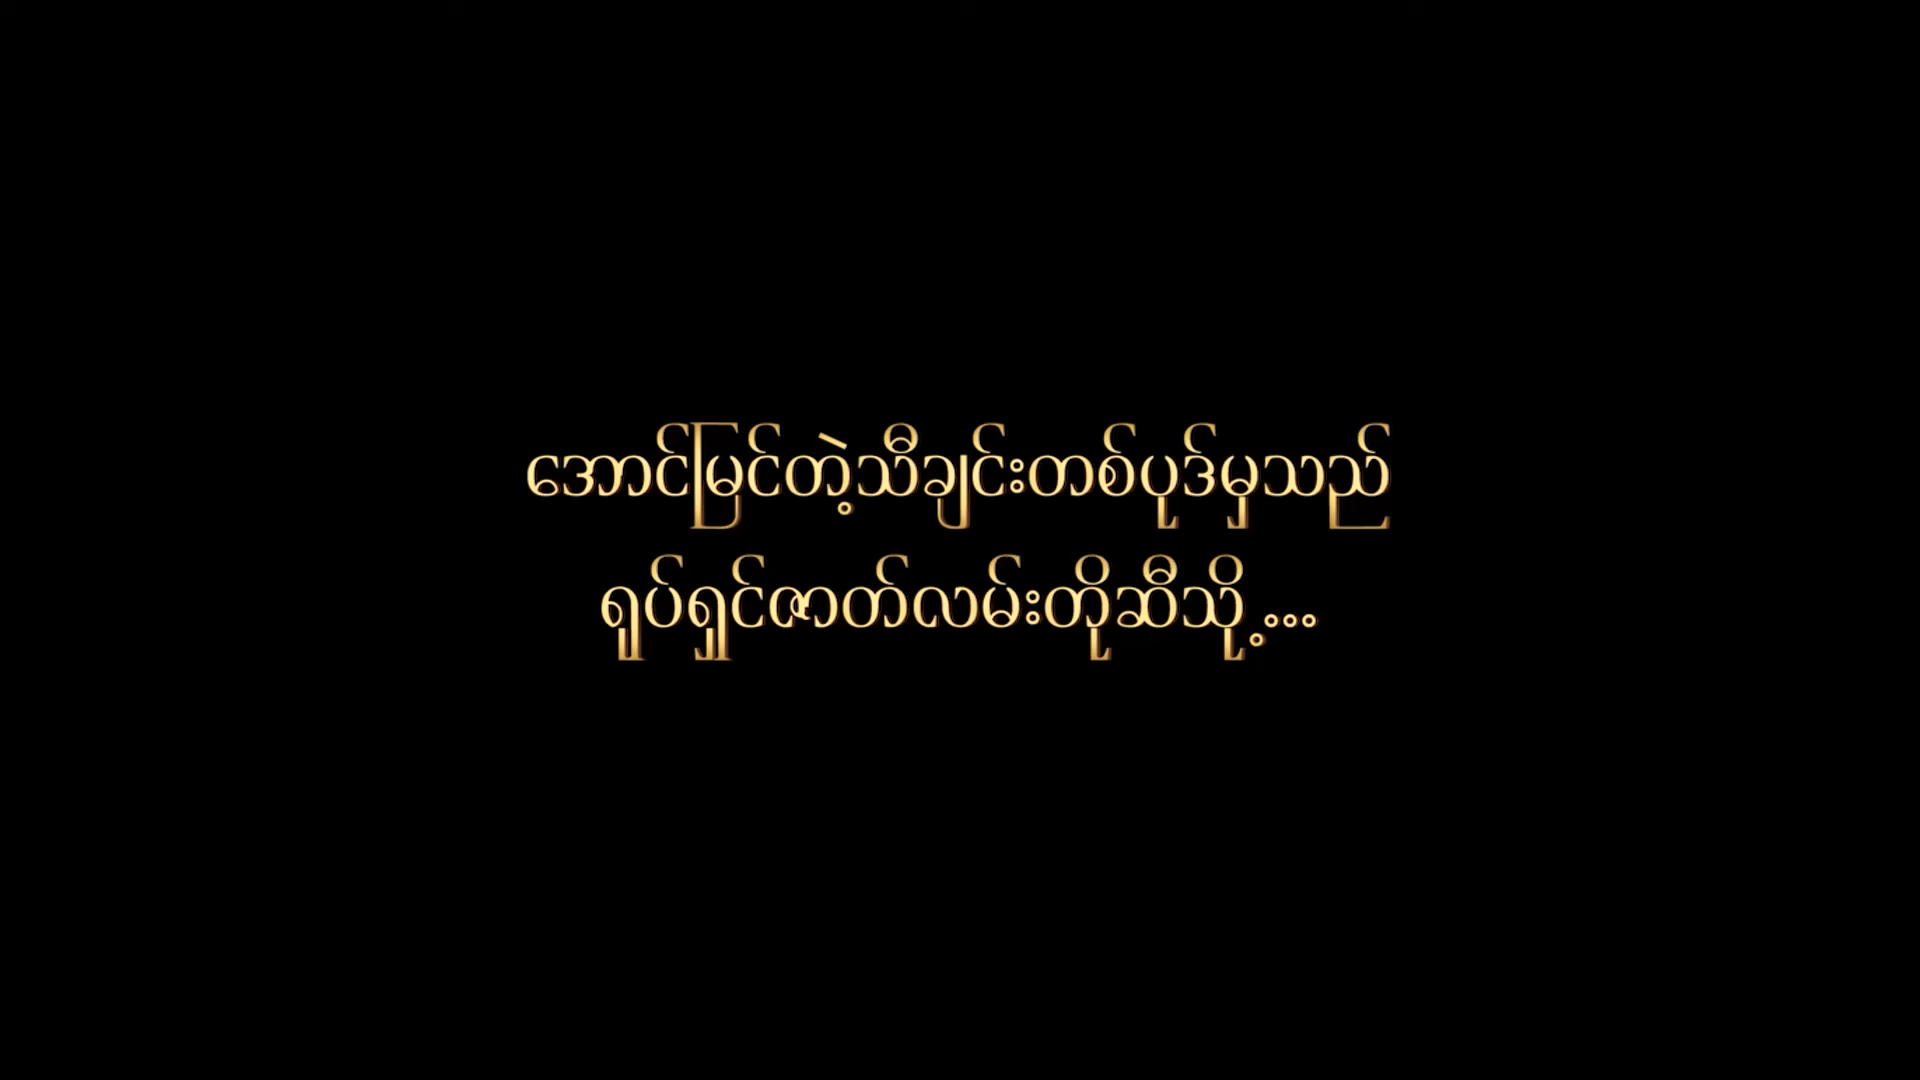 အောင်မြင်တဲ့သီချင်းတစ်ပုဒ်မှသည်
ရုပ်ရှင်ဇာတ်လမ်းတိုဆီသို့...